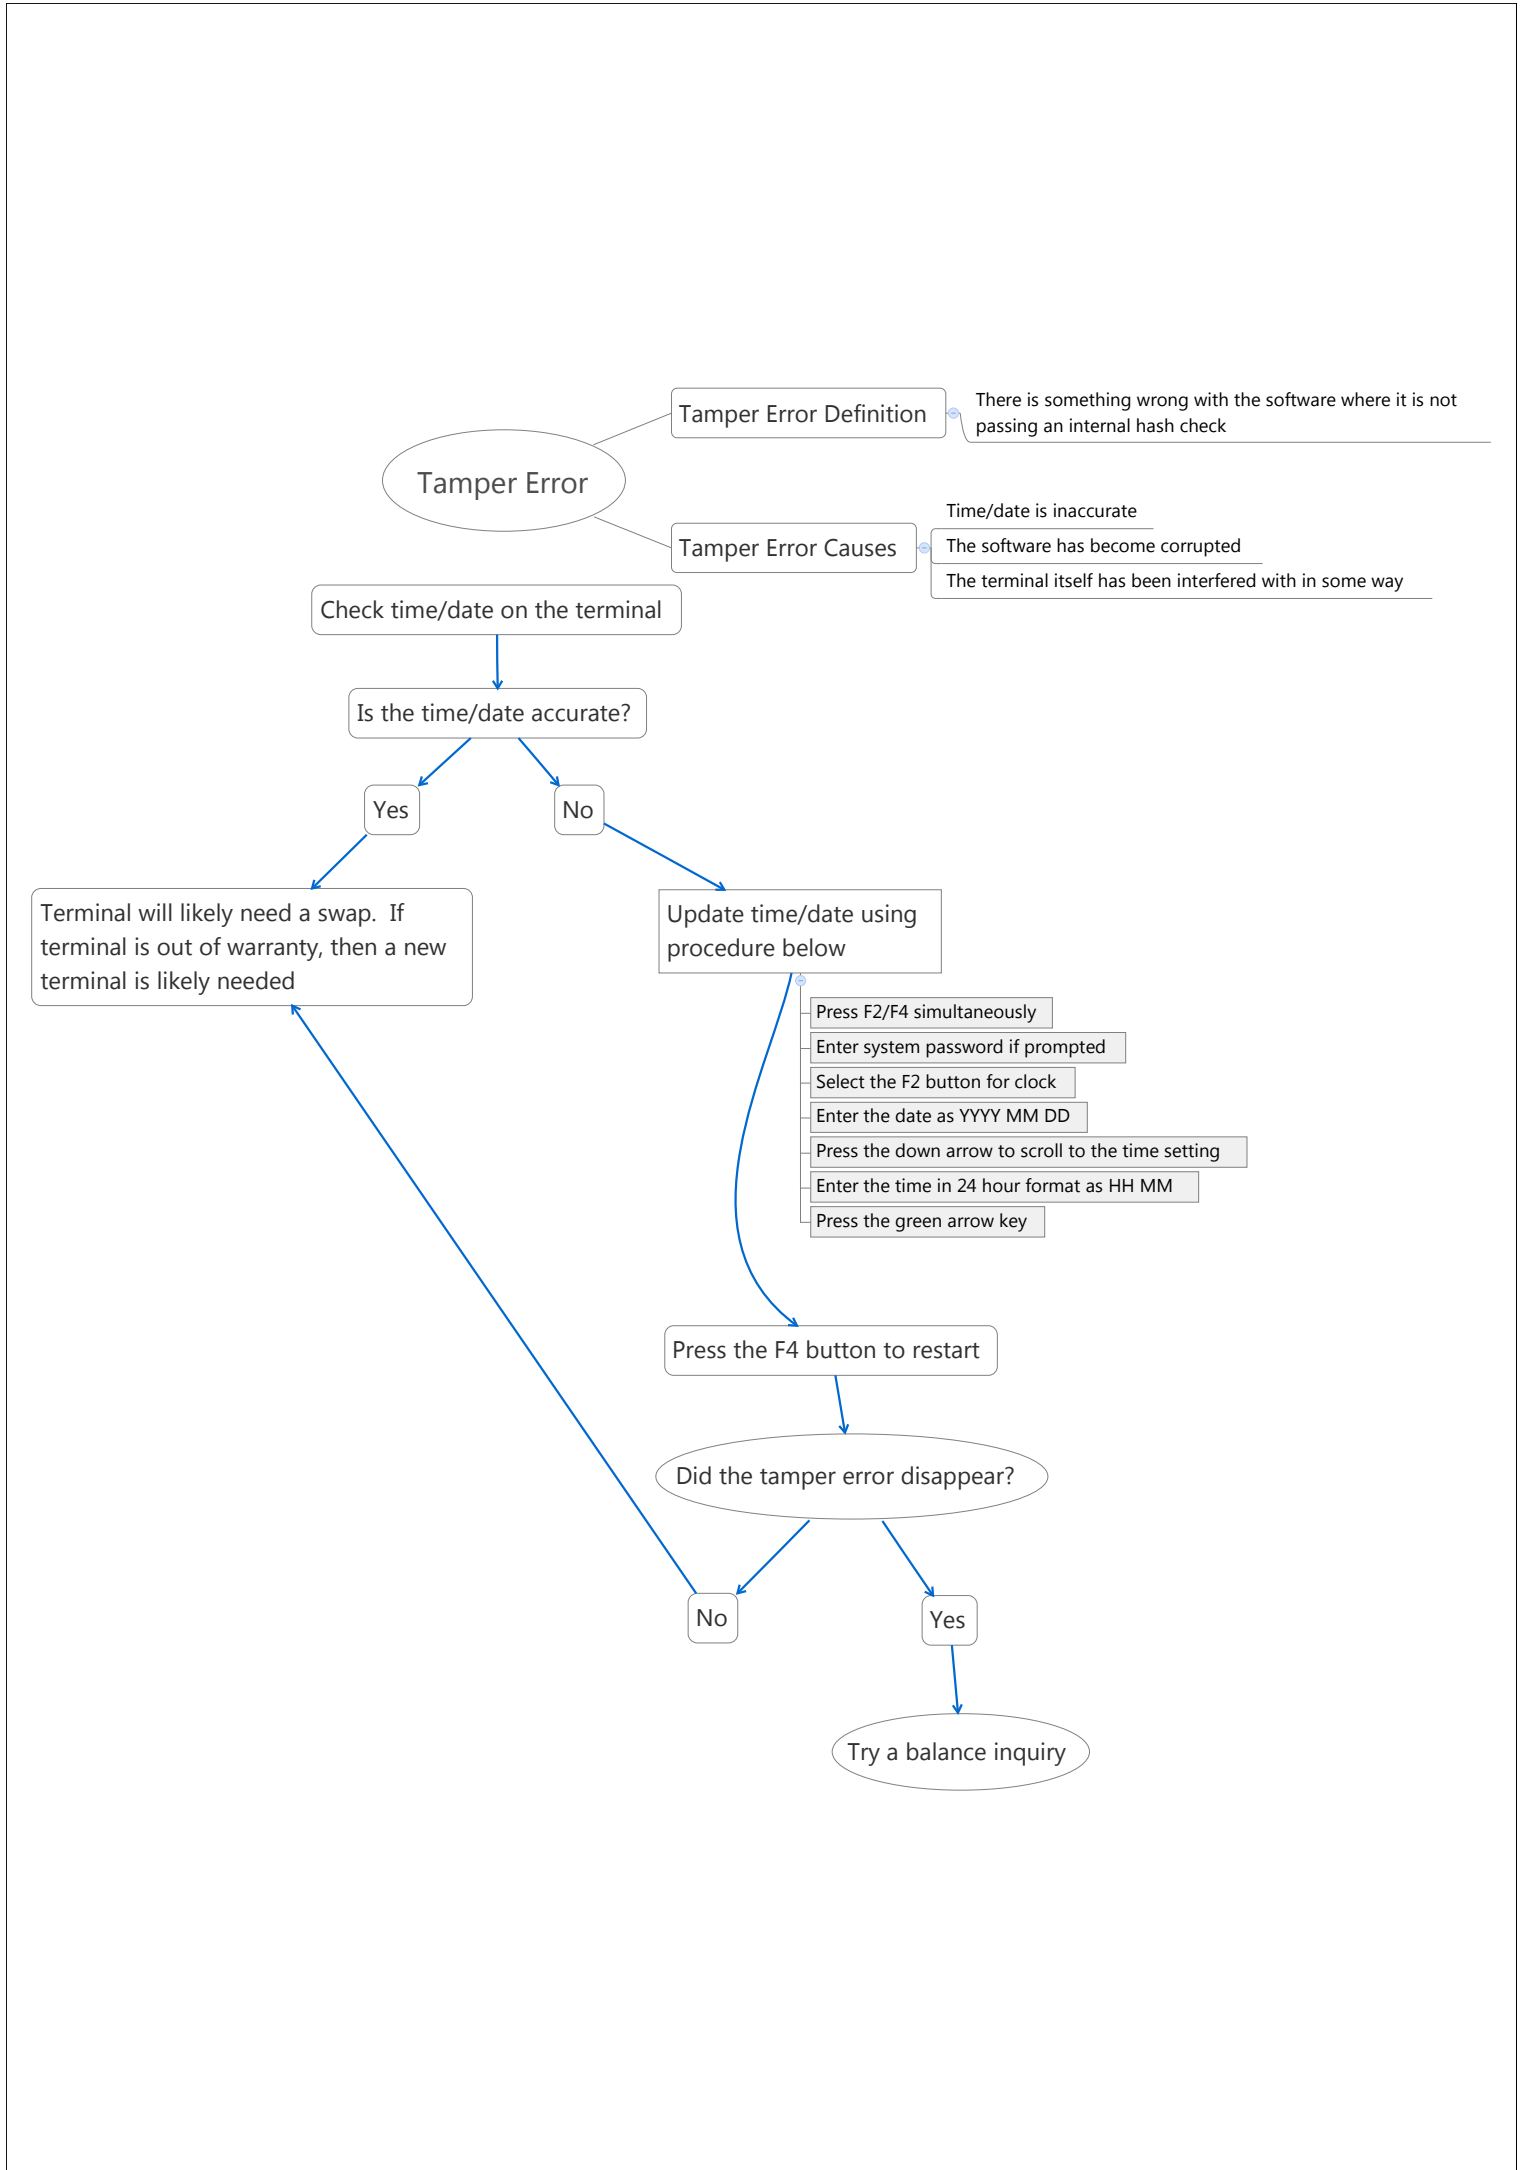 Tamper Error
Tamper Error Definition
There is something wrong with the software where it is not
passing an internal hash check
Tamper Error Causes
Time/date is inaccurate
The software has become corrupted
The terminal itself has been interfered with in some way
Check time/date on the terminal
Is the time/date accurate?
Yes
No
Terminal will likely need a swap.  If
terminal is out of warranty, then a new
terminal is likely needed
Update time/date using
procedure below
Press F2/F4 simultaneously
Enter system password if prompted
Select the F2 button for clock
Enter the date as YYYY MM DD
Press the down arrow to scroll to the time setting
Enter the time in 24 hour format as HH MM
Press the green arrow key
Press the F4 button to restart
Did the tamper error disappear?
No
Yes
Try a balance inquiry